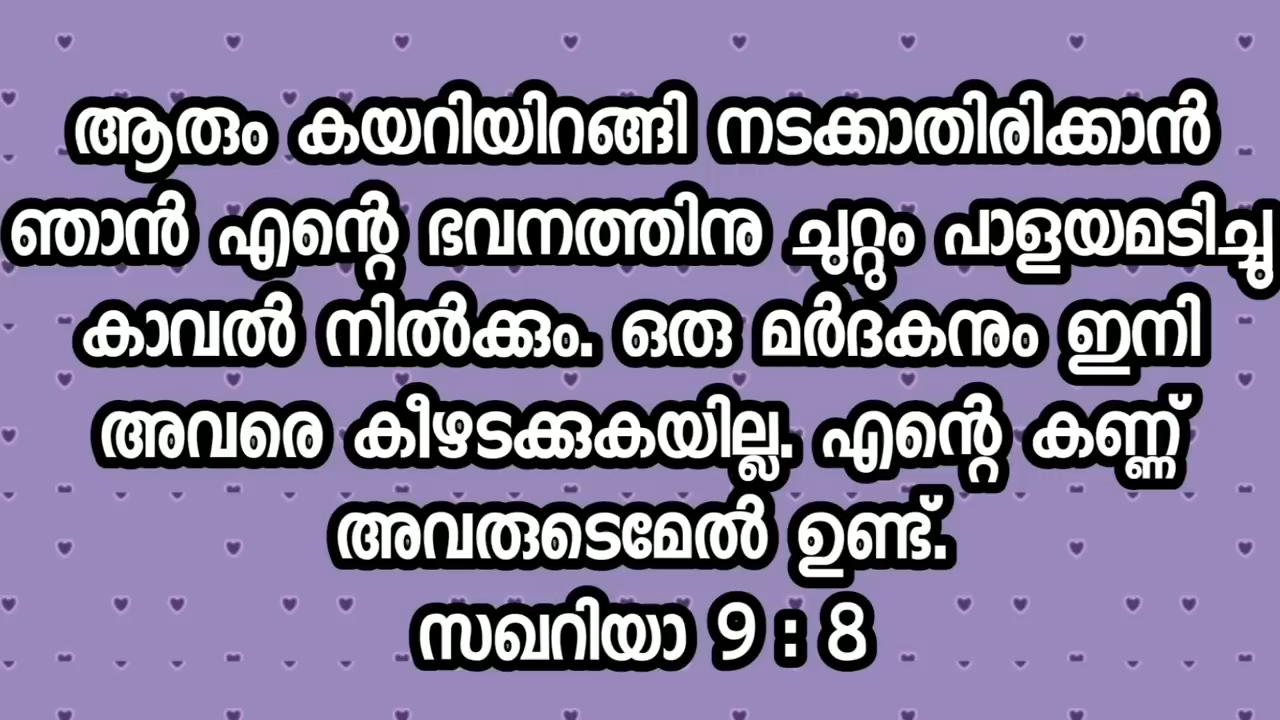 ആരും കയറിയിറങ്ങി നടക്കാതിരിക്കാൻ
ഞാൻ എന്റെ ഭവനത്തിനു ചുറ്റും പാളയമടിച്ചു
കാവൽ നിൽക്കും. ഒരു മർദകനും ഇനി
അവരെ കീഴടക്കുകയില്ല. എന്റെ കണ്ണ്
അവരുടെമേൽ ഉണ്ട്.
സഖറിയാ 9 : 8